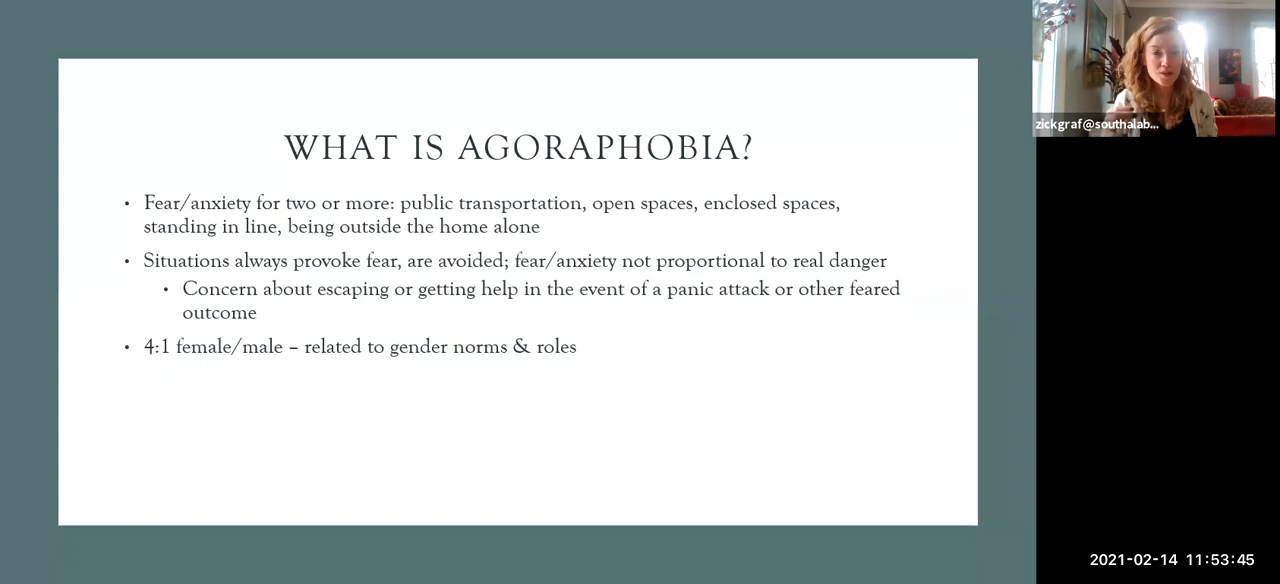 WHAT IS AGORAPHOBIA?
• Fear/anxiety for two or more: public transportation, open spaces, enclosed spaces,
standing in line, being outside the home alone
• Situations always provoke fear, are avoided; fear/anxiety not proportional to real danger
• Concern about escaping or getting help in the event of a panic attack or other feared
outcome
• 4:1 female/male – related to gender norms & roles
zickgraf@southalab...
2021-02-14 11:53:45